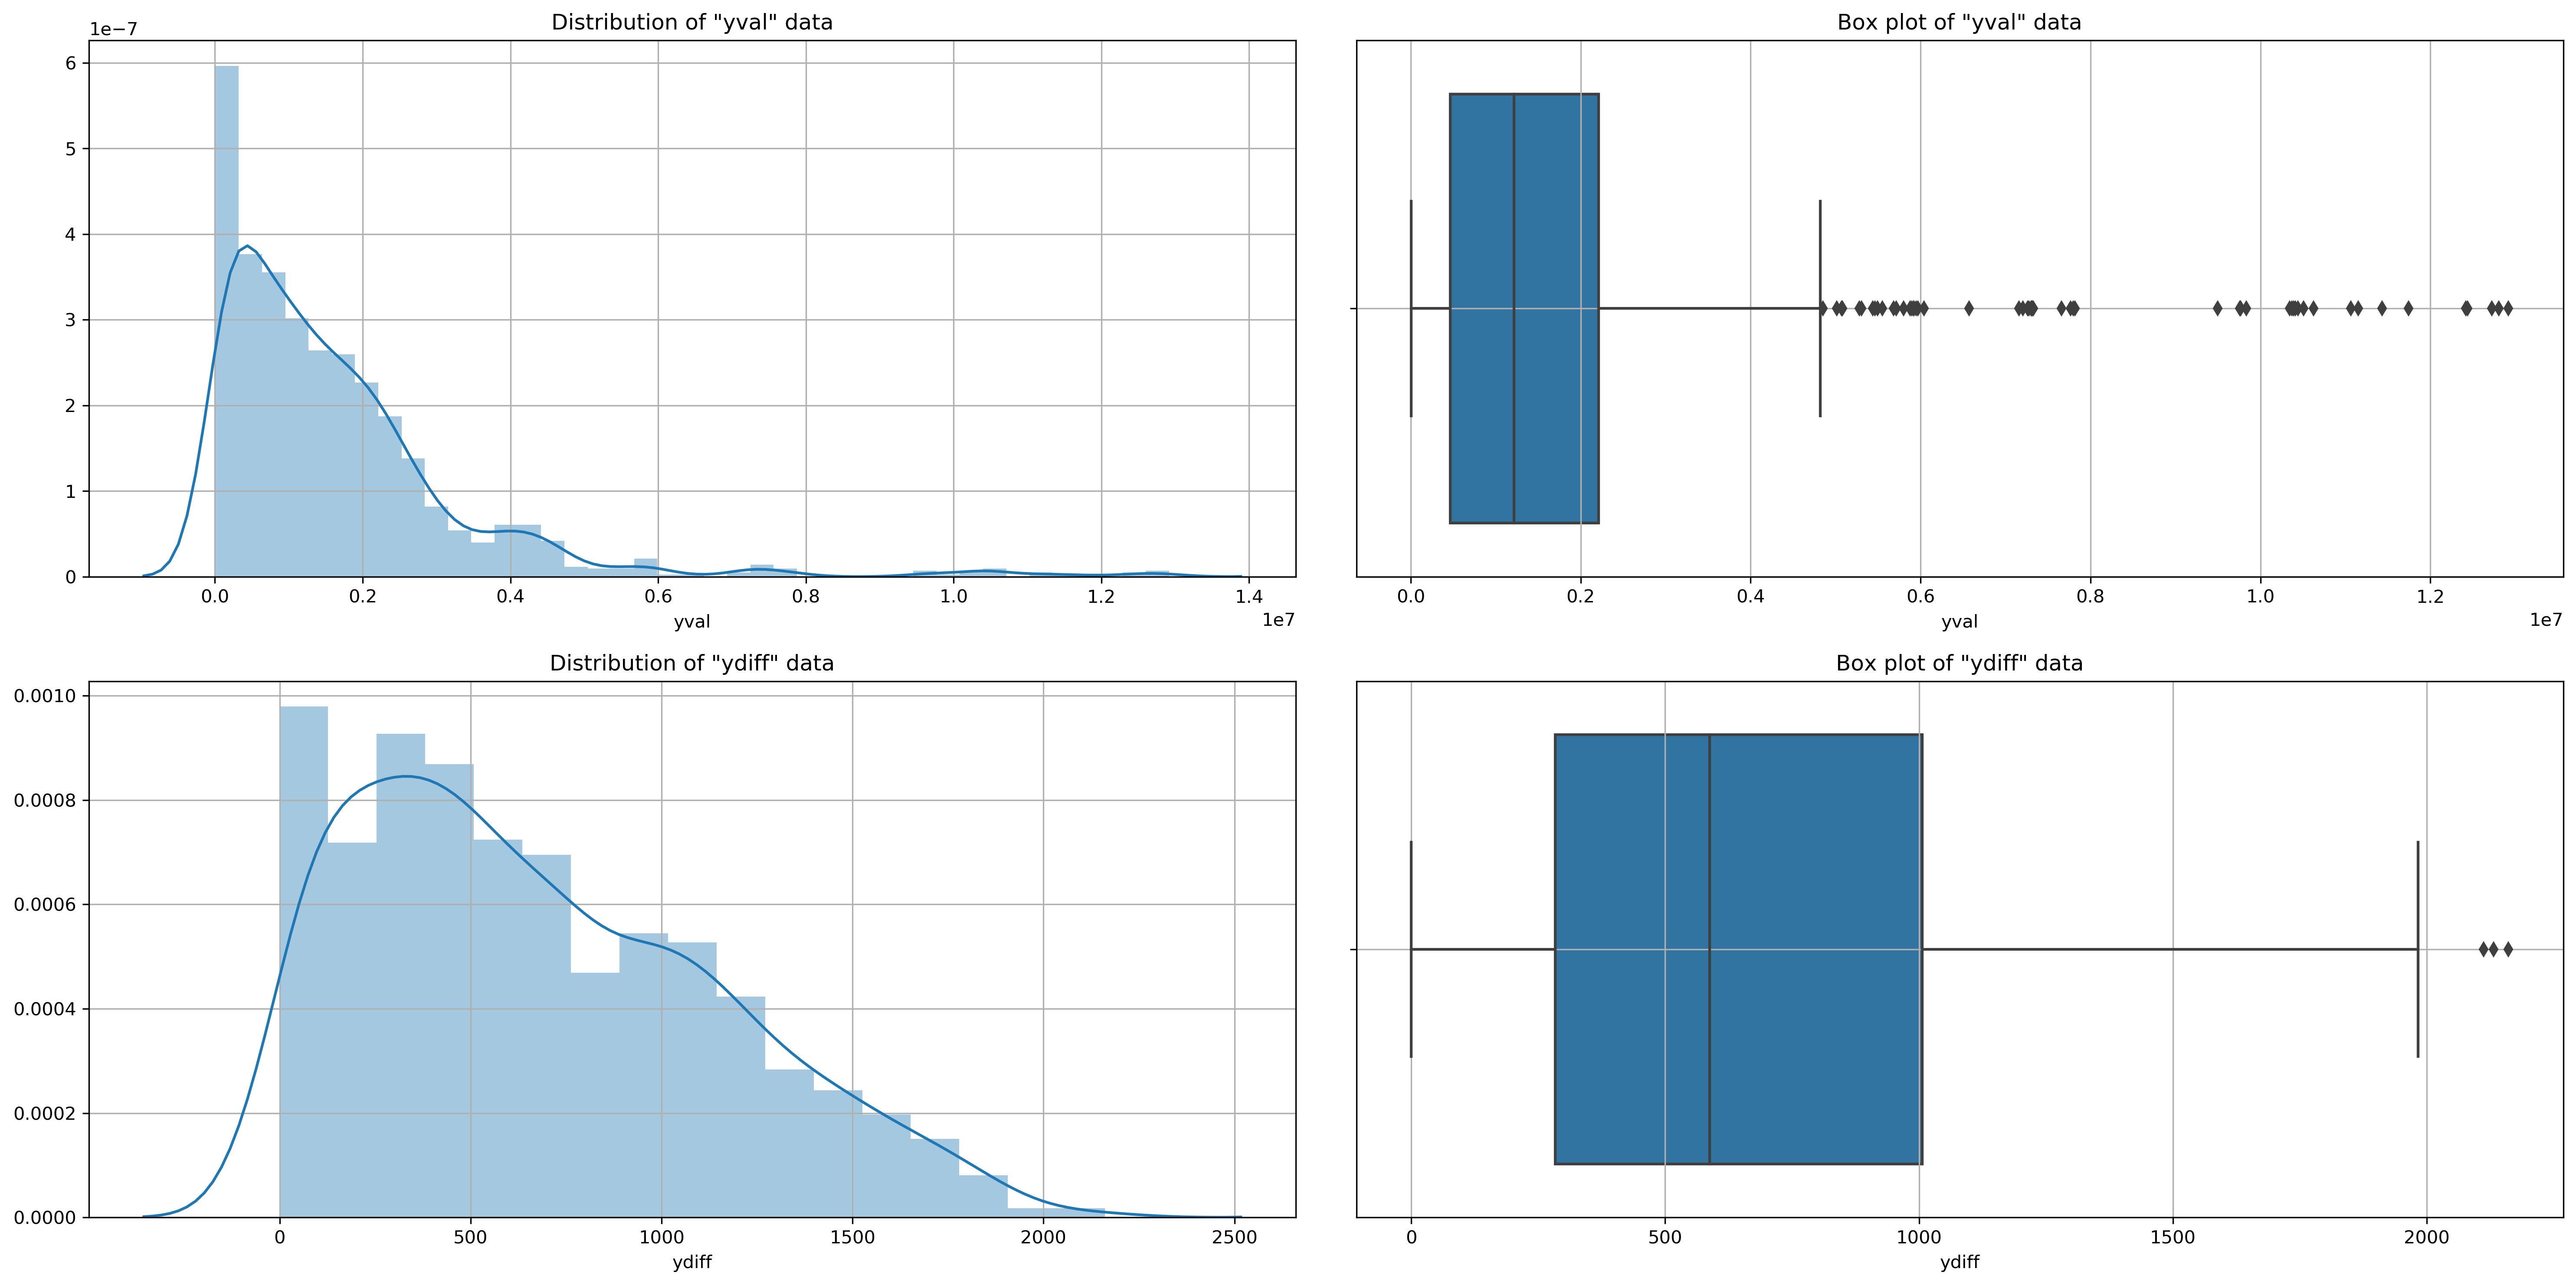 Distribution of "yval" data
1e−7
6
5
4
3
2
1
0
0.0 0.2 0.4 0.6 0.8 1.0 1.2 1.4
1e7
yval
Box plot of "yval" data
0.0 0.2 0.4 0.6 0.8 1.0 1.2
1e7
yval
Distribution of "ydiff" data
0.0010
0.0008
0.0006
0.0004
0.0002
0.0000
0 500 1000 1500 2000 2500
ydiff
Box plot of "ydiff" data
0 500 1000 1500 2000
ydiff